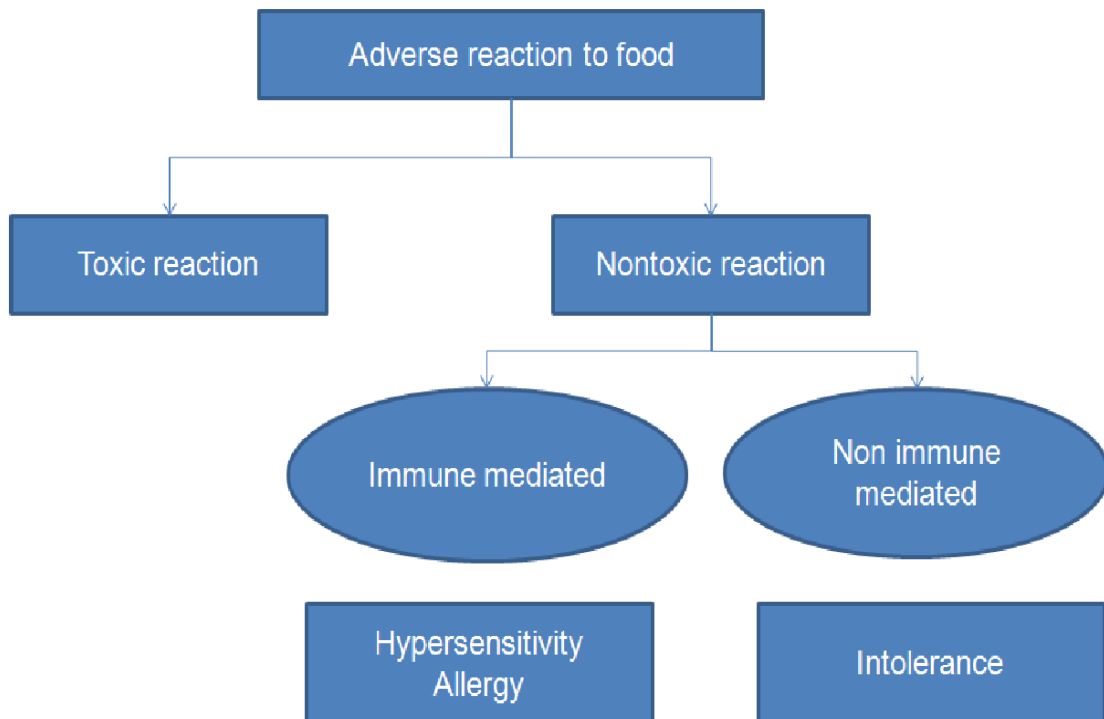 Adverse reaction to food
Toxic reaction
Nontoxic reaction
Immune mediated
Non immune
mediated
Hypersensitivity
Allergy
Intolerance